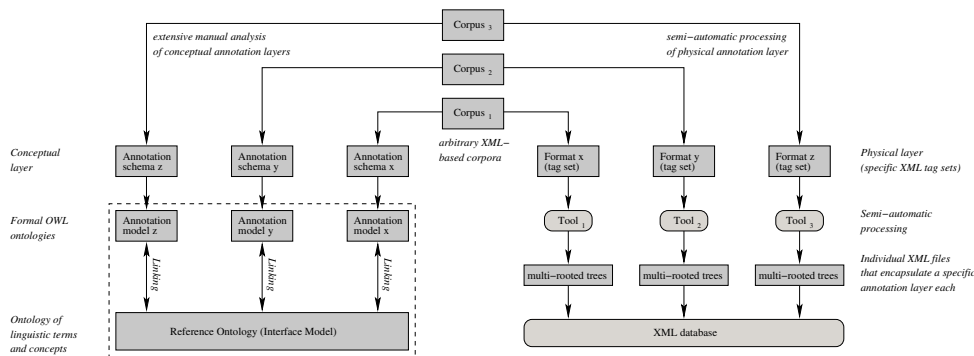 Corpus 3
extensive manual analysis
of conceptual annotation layers
semi−automatic processing
of physical annotation layer
Corpus 2
Corpus 1
arbitrary XML−
based corpora
Conceptual
layer
Annotation
schema z
Annotation
schema y
Annotation
schema x
Format x
(tag set)
Format y
(tag set)
Format z
(tag set)
Physical layer
(specific XML tag sets)
Formal OWL
ontologies
Annotation
model z
Annotation
model y
Annotation
model x
Tool 1
Tool 2
Tool 3
Semi−automatic
processing
Linking
Linking
Linking
multi−rooted trees
multi−rooted trees
multi−rooted trees
Individual XML files
that encapsulate a specific
annotation layer each
Ontology of
linguistic terms
and concepts
Reference Ontology (Interface Model)
XML database